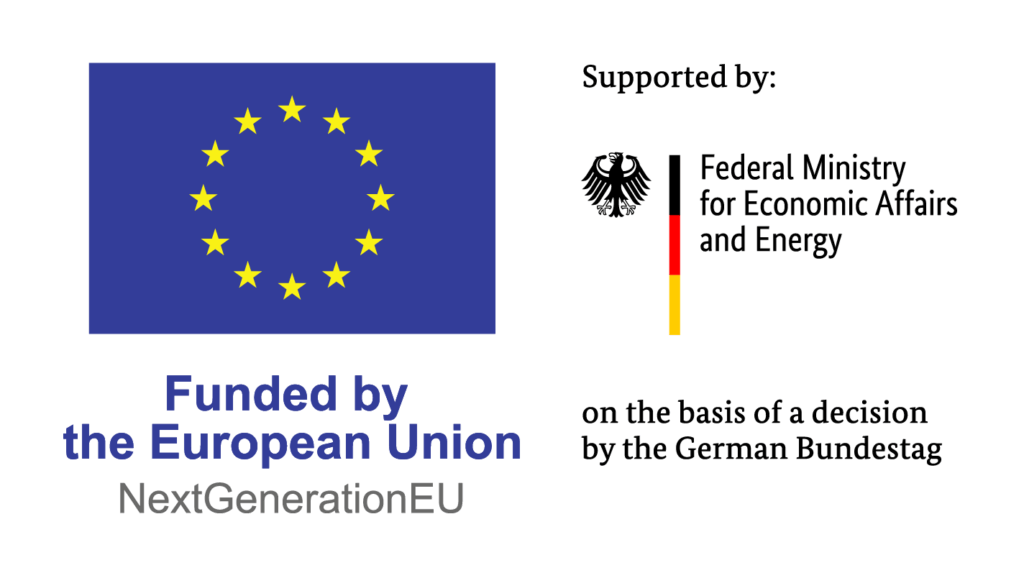 Funded by
the European Union
NextGenerationEU
Supported by:
Federal Ministry
for Economic Affairs
and Energy
on the basis of a decision
by the German Bundestag